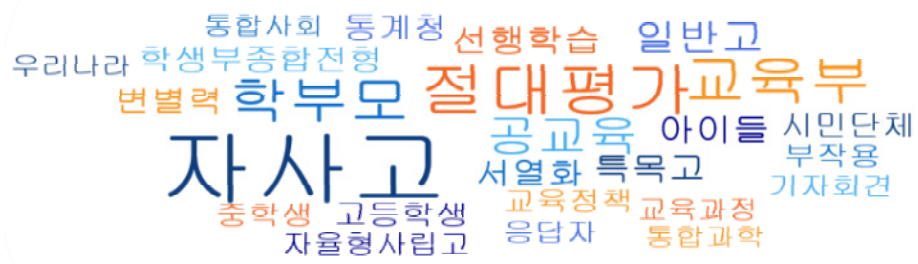 통합사회 통계청 선행학습 일반고
우리나라 학생부종합전형
변별력 학부모 절대평가 교육부
자사고 공교육 아이들 시민단체
서열화 특목고 부작용
기자회견
중학생 고등학생 교육정책 교육과정
자율형사립고 응답자 통합과학